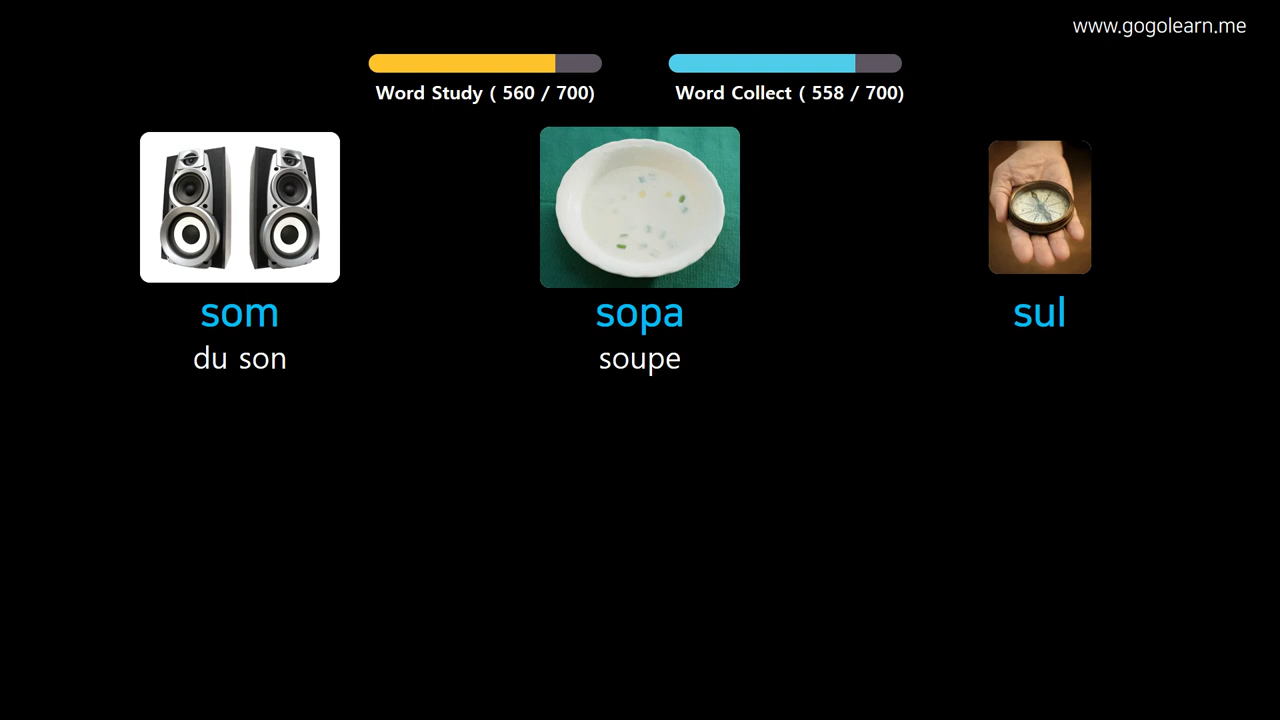 www.gogolearn.me
Word Study ( 560 / 700)
Word Collect ( 558 / 700)
som
sopa
sul
du son
soupe